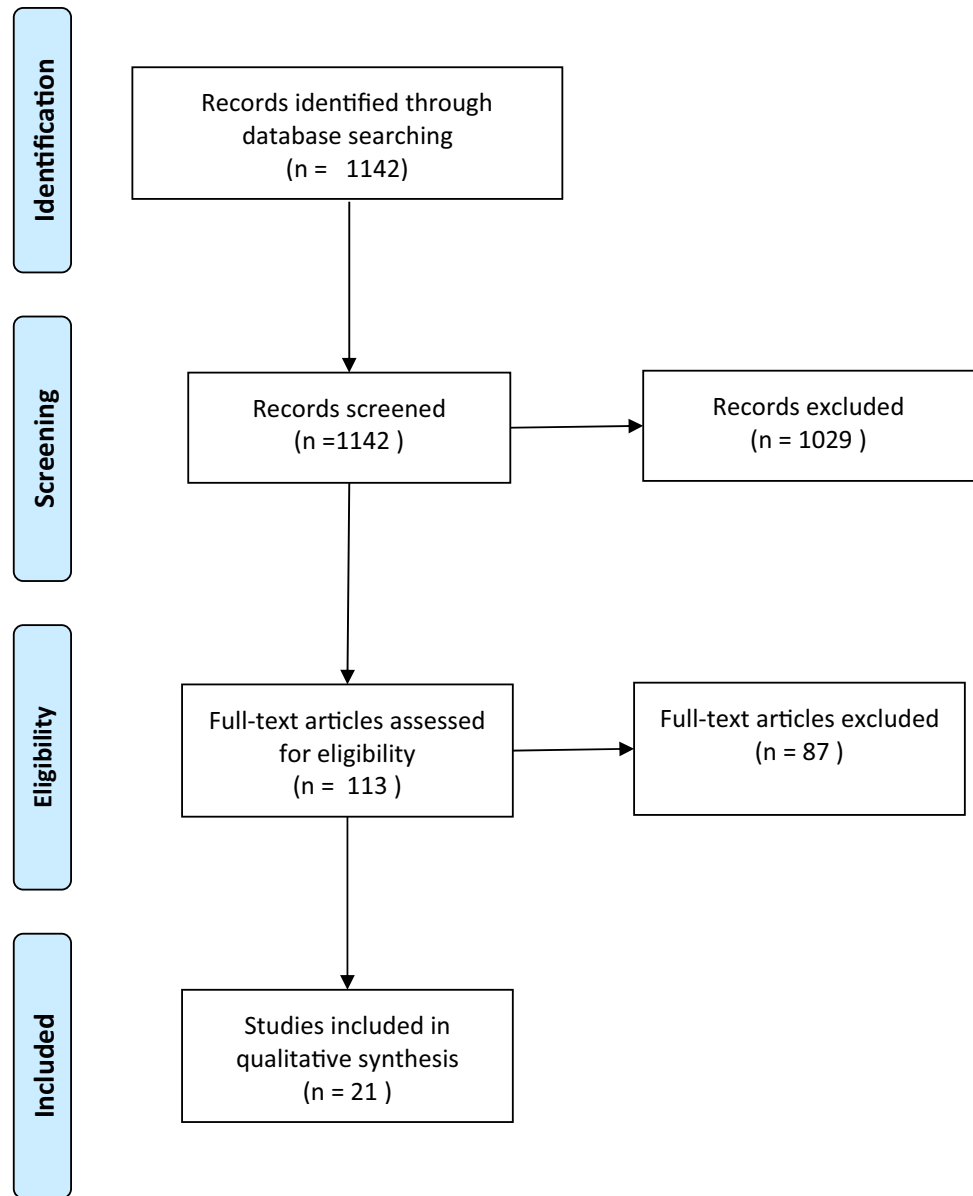 Identification
Records identified through
database searching
(n = 1142)
Screening
Records screened
(n =1142 )
Records excluded
(n = 1029 )
Eligibility
Full-text articles assessed
for eligibility
(n = 113 )
Full-text articles excluded
(n = 87 )
Included
Studies included in
qualitative synthesis
(n = 21 )